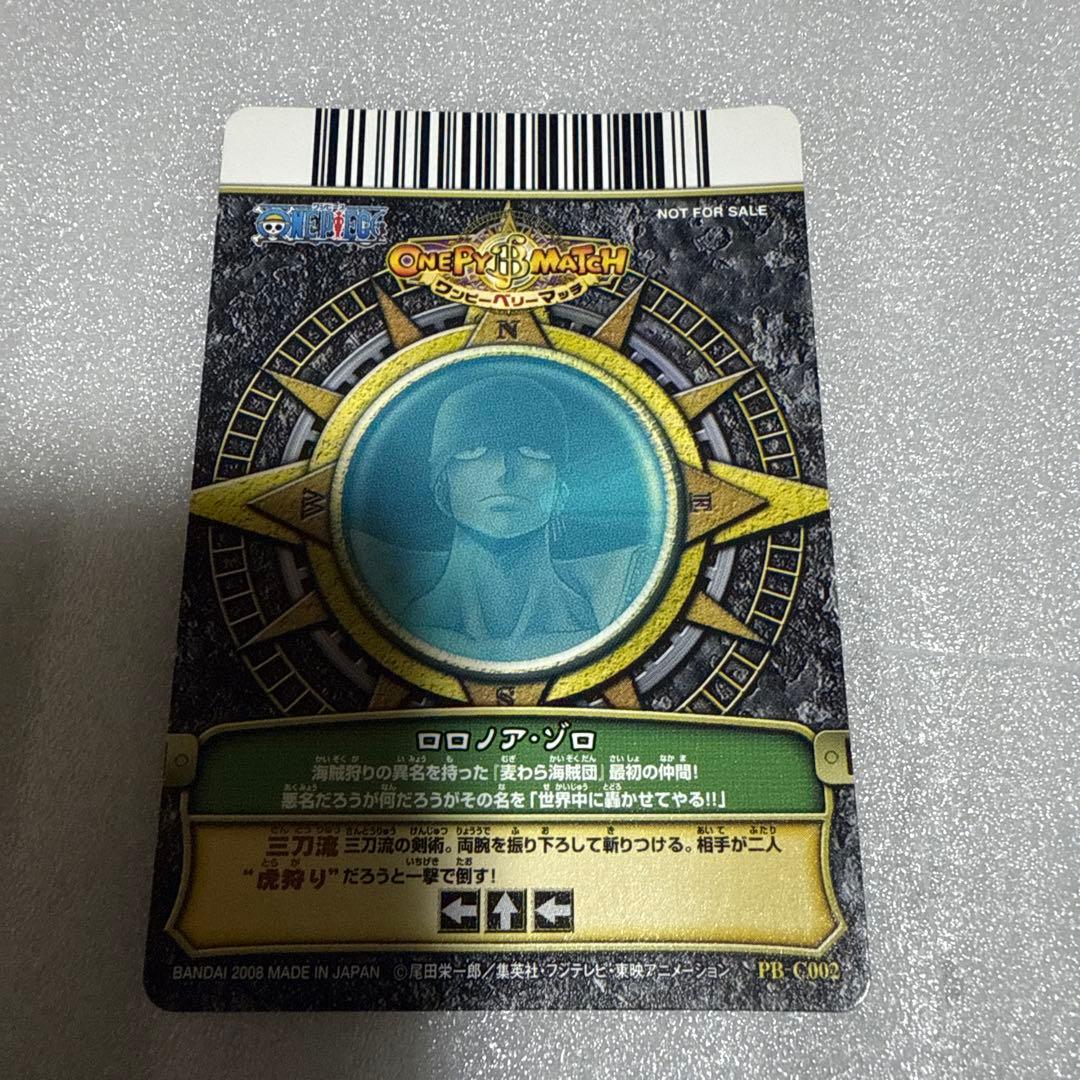 ONE PIECE
NOT FOR SALE
ONEPY MATCH
ワンピーベリーマッチ
N
W
E
S
ロロノア・ゾロ
海賊狩りの異名を持った『麦わら海賊団』最初の仲間!
悪名だろうが何だろうがその名を「世界中に轟かせてやる!!」
三刀流 三刀流の剣術。両腕を振り下ろして斬りつける。相手が二人
“虎狩り”だろうと一撃で倒す!
BANDAI 2008 MADE IN JAPAN ©尾田栄一郎/集英社・フジテレビ・東映アニメーション PB-C002